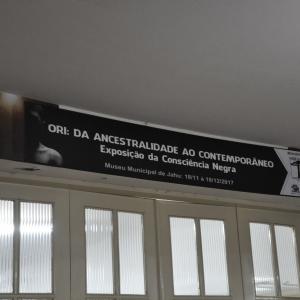 ORI: DA ANCESTRALIDADE AO CONTEMPORÂNEO
Exposição da Consciência Negra
Museu Municipal de Jahu: 18/11 à 18/12/2017